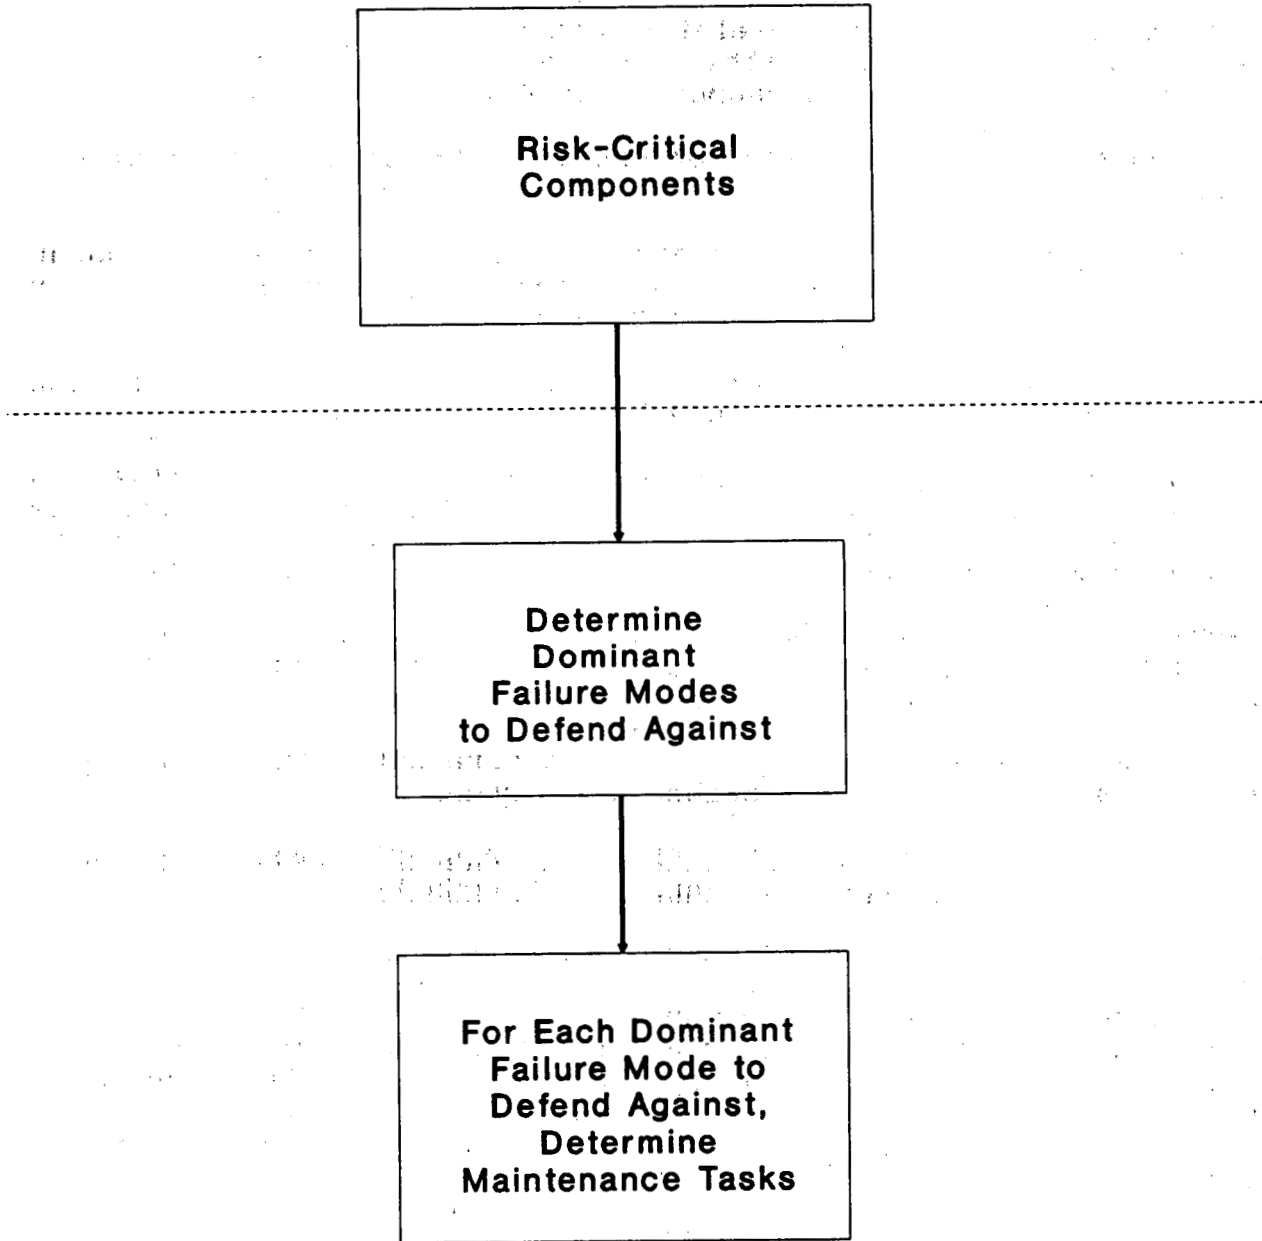 Risk-Critical
Components
Determine
Dominant
Failure Modes
to Defend Against
For Each Dominant
Failure Mode to
Defend Against,
Determine
Maintenance Tasks